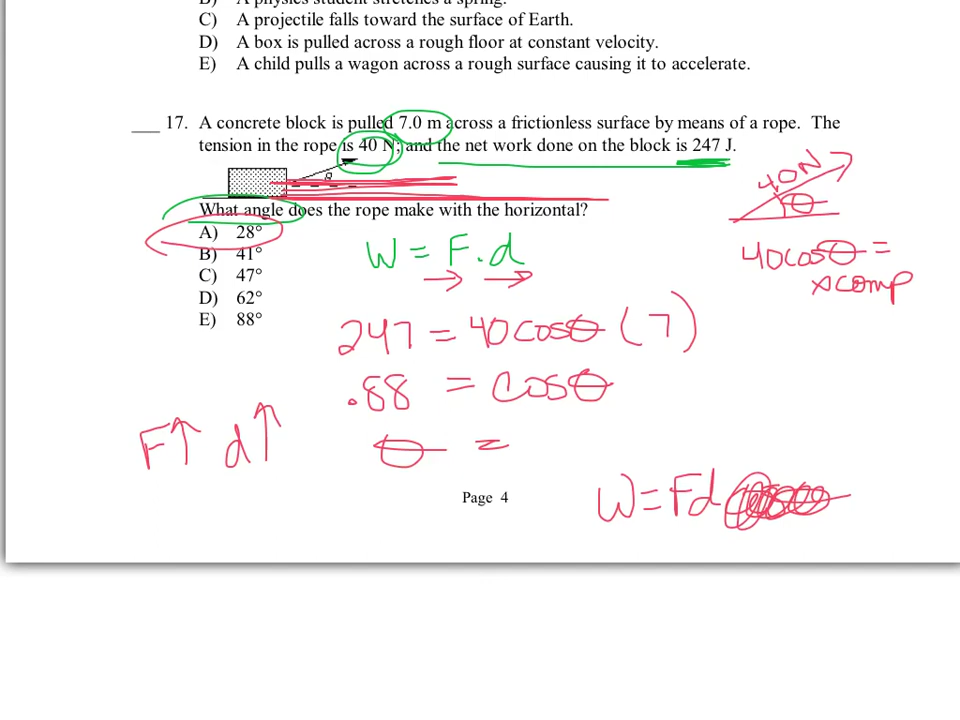 B) A physics student stretches a spring.
C) A projectile falls toward the surface of Earth.
D) A box is pulled across a rough floor at constant velocity.
E) A child pulls a wagon across a rough surface causing it to accelerate.
___ 17. A concrete block is pulled 7.0 m across a frictionless surface by means of a rope. The
tension in the rope is 40 N; and the net work done on the block is 247 J.
θ
40N
θ
What angle does the rope make with the horizontal?
A) 28°
B) 41°
C) 47°
D) 62°
E) 88°
W = F · d
40cosθ =
xcomp
247 = 40cosθ (7)
.88 = cosθ
F↑ d↑
θ =
W=Fd
Page 4